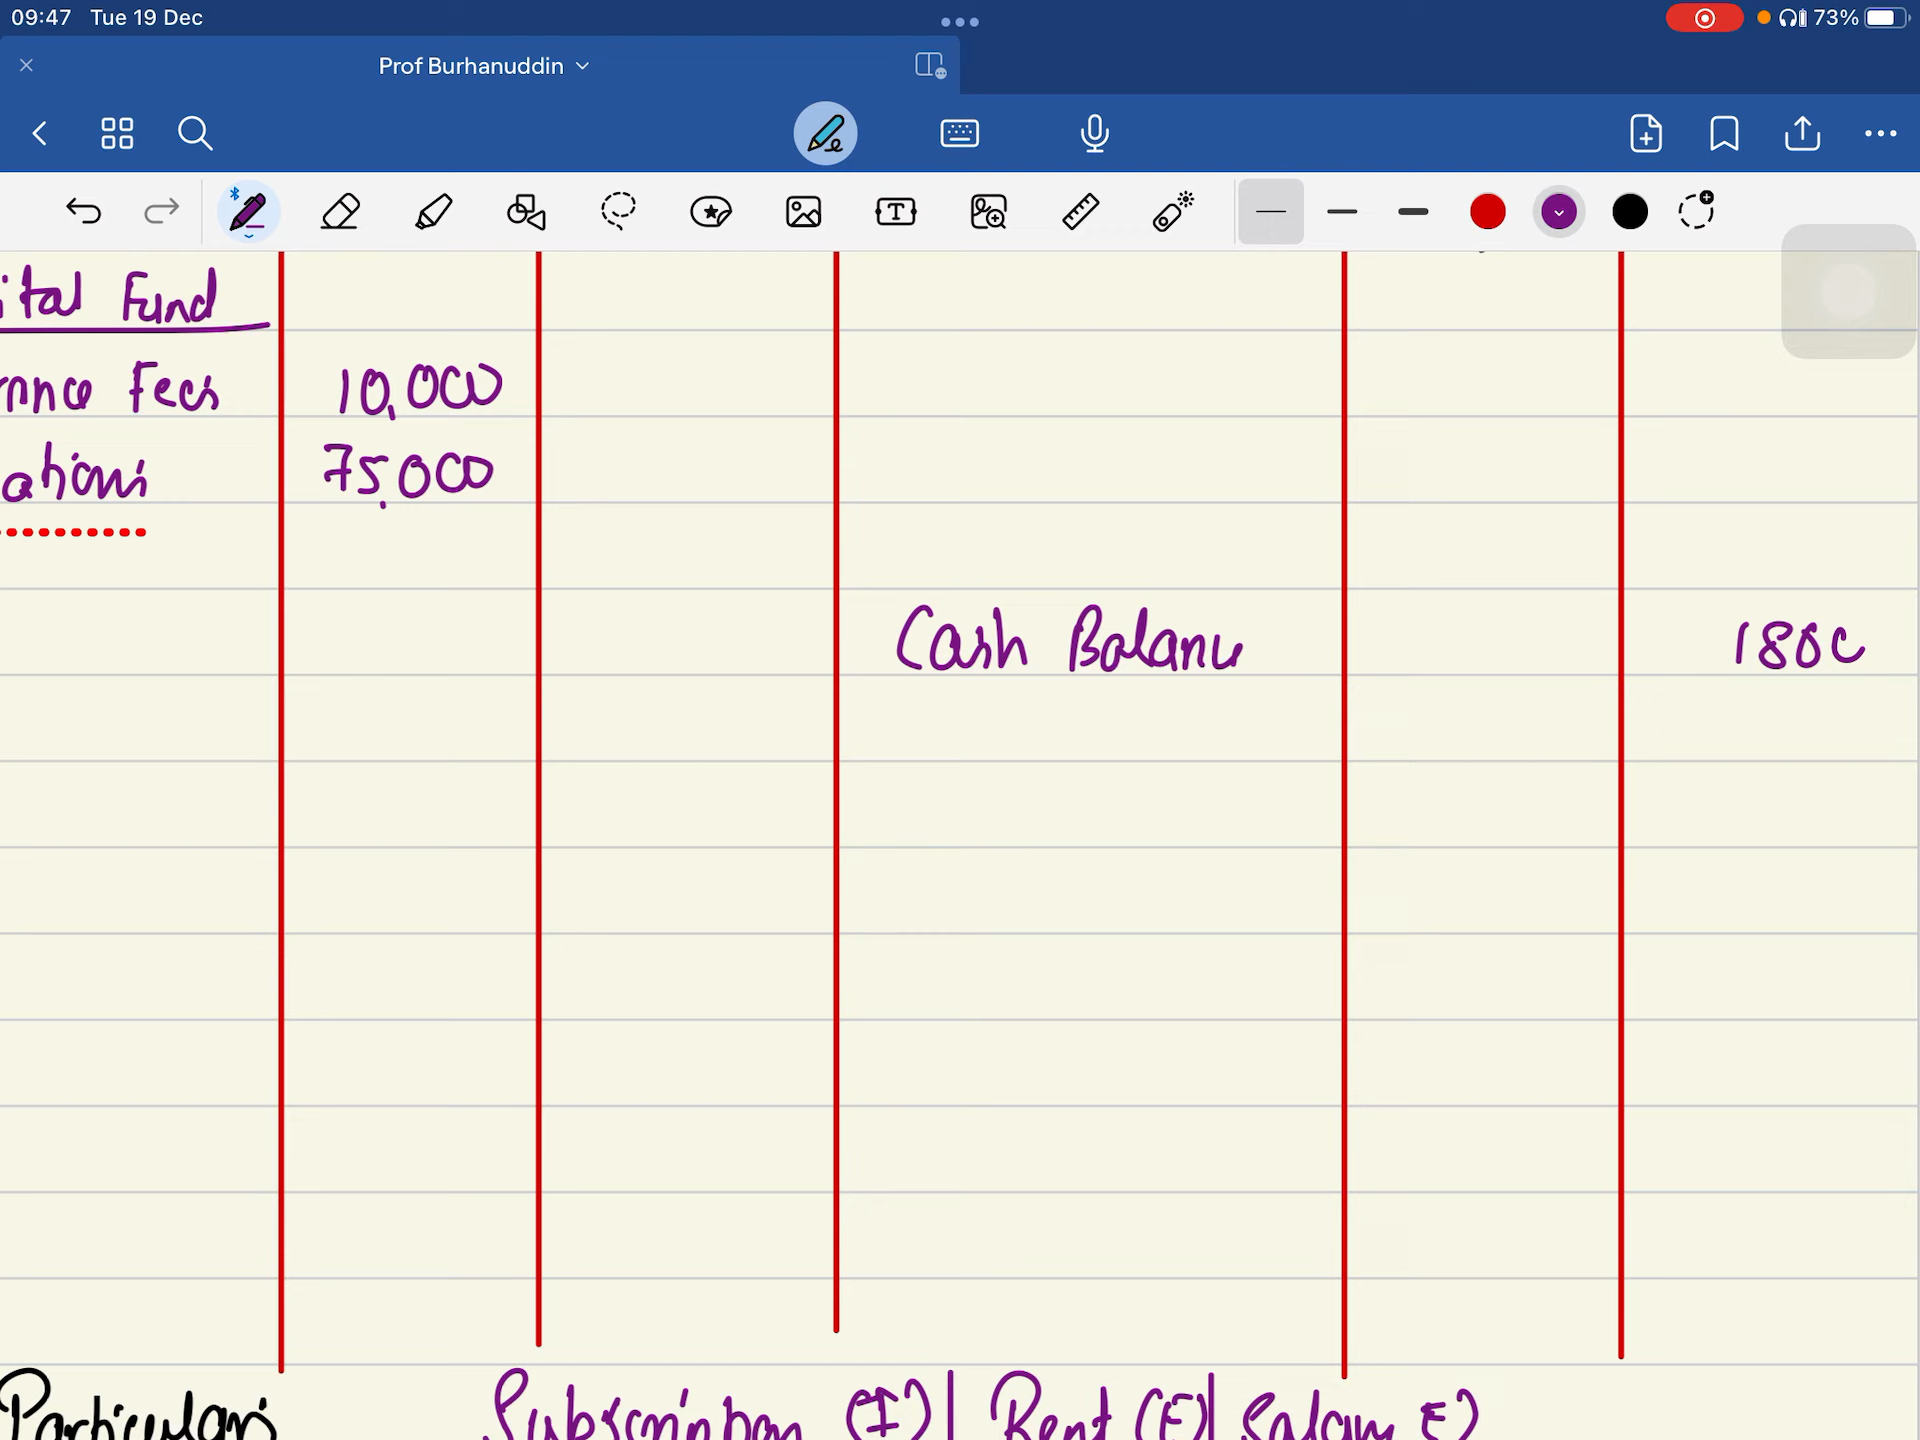 09:47 Tue 19 Dec 73%
Prof Burhanuddin
ital Fund
rance Fees 10,000
ations 75,000
Cash Balance 1800
Particulars Subscription (I) | Rent (E) | Salary E)